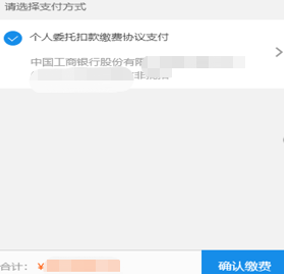 请选择支付方式
个人委托扣款缴费协议支付
中国工商银行股份有
合计： ¥
确认缴费